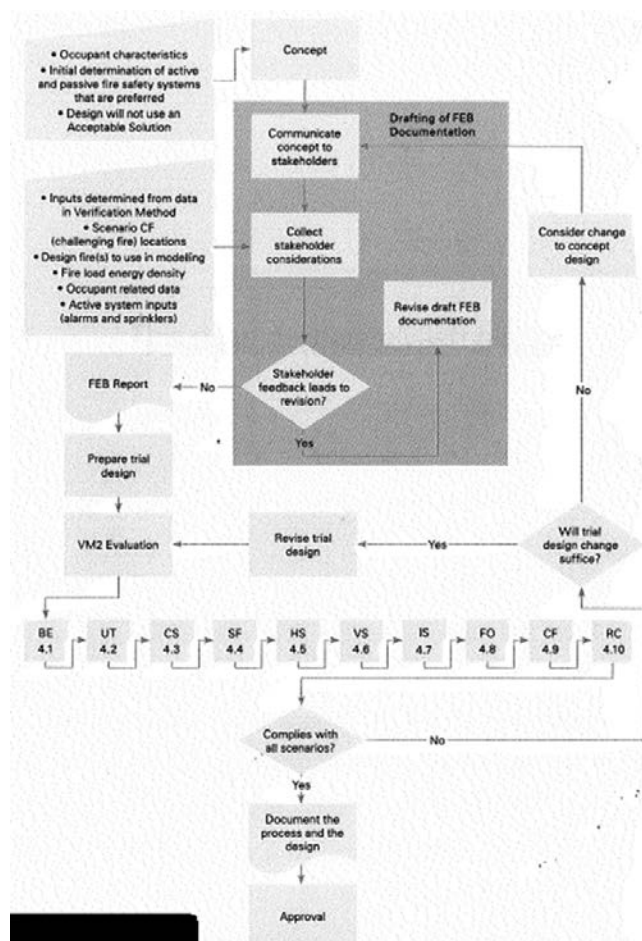 • Occupant characteristics
• Initial determination of active
and passive fire safety systems
that are preferred
• Design will not use an
Acceptable Solution
Concept
Drafting of FEB
Documentation
Communicate
concept to
stakeholders
• Inputs determined from data
in Verification Method
• Scenario CF
(challenging fire) locations
• Design fire(s) to use in modelling
• Fire load energy density
• Occupant related data
• Active system inputs
(alarms and sprinklers)
Collect
stakeholder
considerations
Consider change
to concept
design
Revise draft FEB
documentation
Stakeholder
feedback leads to
revision?
No
Yes
FEB Report
No
Prepare trial
design
VM2 Evaluation
Revise trial
design
Yes
Will trial
design change
suffice?
BE
4.1
UT
4.2
CS
4.3
SF
4.4
HS
4.5
VS
4.6
IS
4.7
FO
4.8
CF
4.9
RC
4.10
Complies with
all scenarios?
No
Yes
Document the
process and the
design
Approval